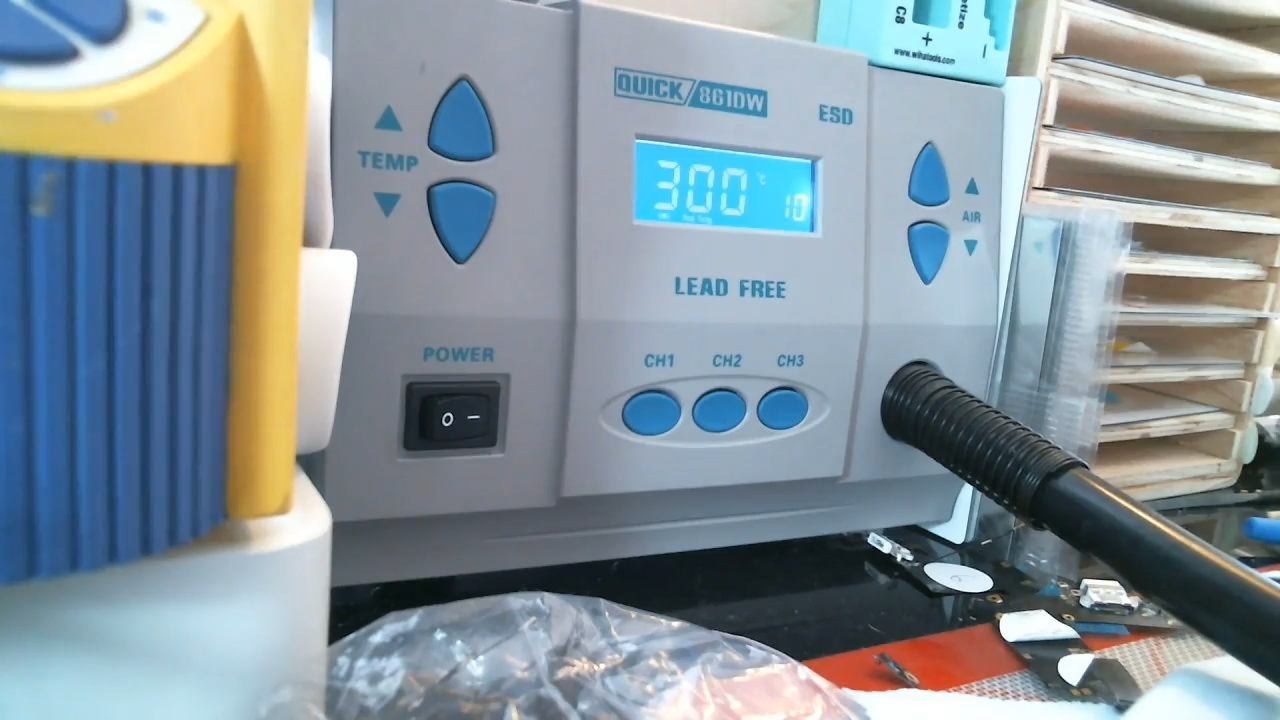 C8
+
-
www.wihatools.com
QUICK/861DW
ESD
TEMP
300 °C
10
AIR
LEAD FREE
POWER
CH1 CH2 CH3
O —